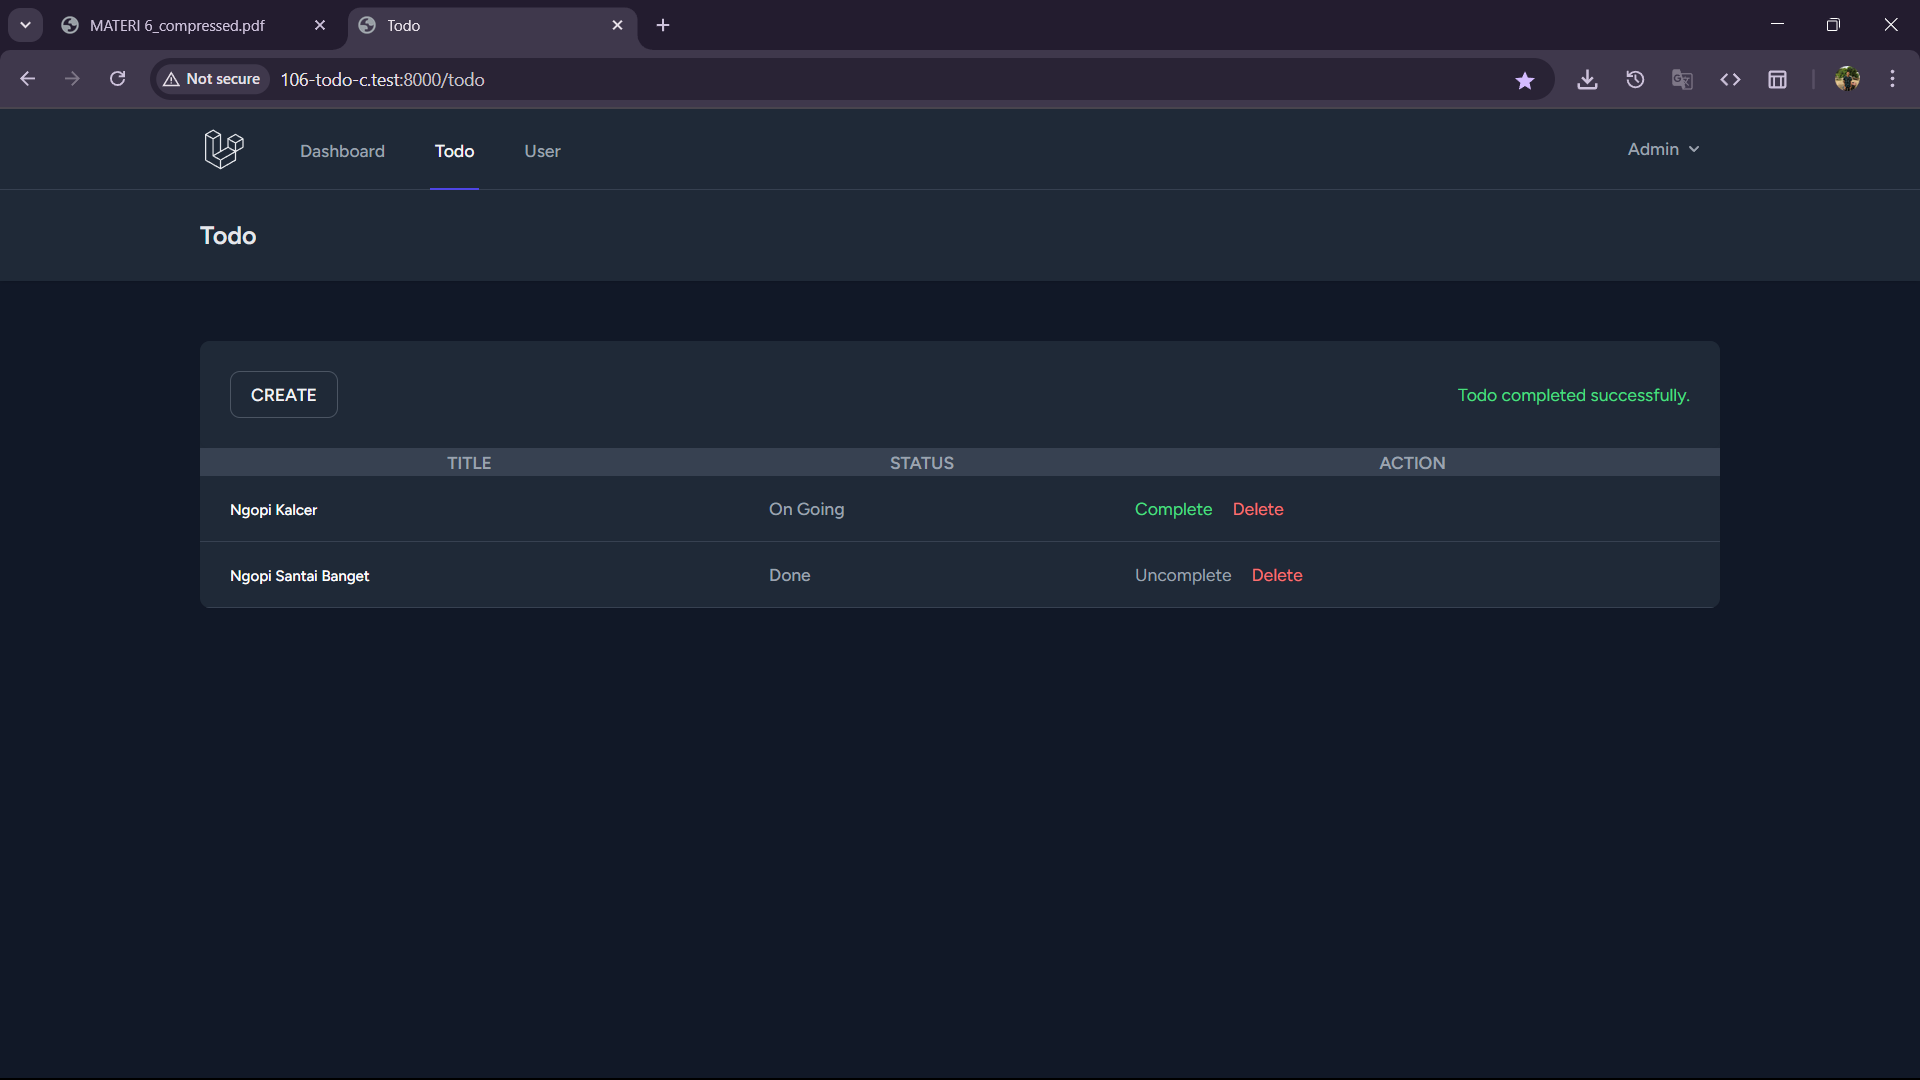 MATERI 6_compressed.pdf
Todo
Not secure
106-todo-c.test:8000/todo
Dashboard
Todo
User
Admin
Todo
CREATE
Todo completed successfully.
TITLE STATUS ACTION
Ngopi Kalcer On Going Complete Delete
Ngopi Santai Banget Done Uncomplete Delete